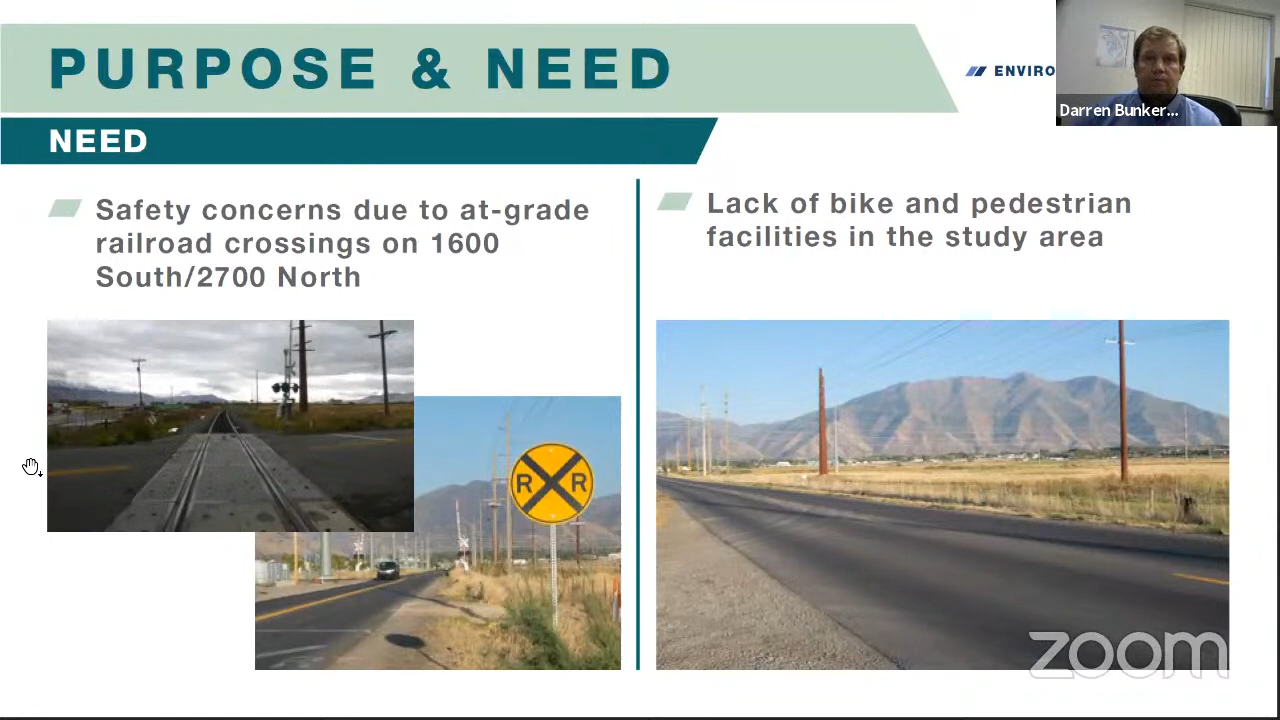 PURPOSE & NEED
ENVIRO
Darren Bunker...
NEED
Safety concerns due to at-grade
railroad crossings on 1600
South/2700 North
Lack of bike and pedestrian
facilities in the study area
R R
zoom